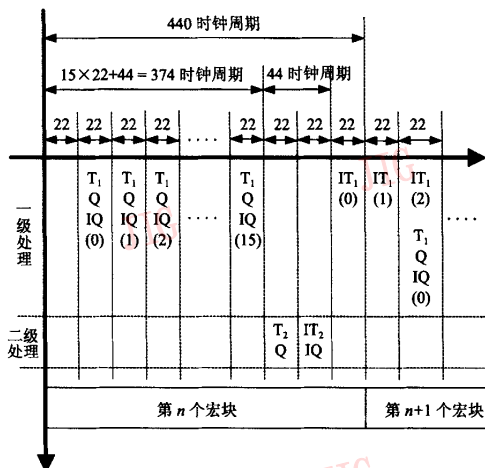 440 时钟周期
15×22+44 = 374 时钟周期 44 时钟周期
22 22 22 22 ···· 22 22 22 22 22 22
一级处理
T₁ Q IQ (0)
T₁ Q IQ (1)
T₁ Q IQ (2)
····
T₁ Q IQ (15)
IT₁ (0)
IT₁ (1)
IT₁ (2)
T₁ Q IQ (0)
····
二级处理
T₂ Q
IT₂ IQ
第 n 个宏块 第 n+1 个宏块
JIG
JIG
JIG